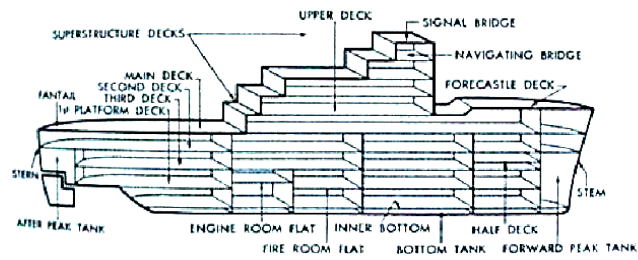 UPPER DECK
SIGNAL BRIDGE
SUPERSTRUCTURE DECKS
NAVIGATING BRIDGE
MAIN DECK
SECOND DECK
FORECASTLE DECK
FANTAIL
THIRD DECK
1st PLATFORM DECK
STERN
STEM
AFTER PEAK TANK
ENGINE ROOM FLAT
INNER BOTTOM
HALF DECK
FIRE ROOM FLAT
BOTTOM TANK
FORWARD PEAK TANK